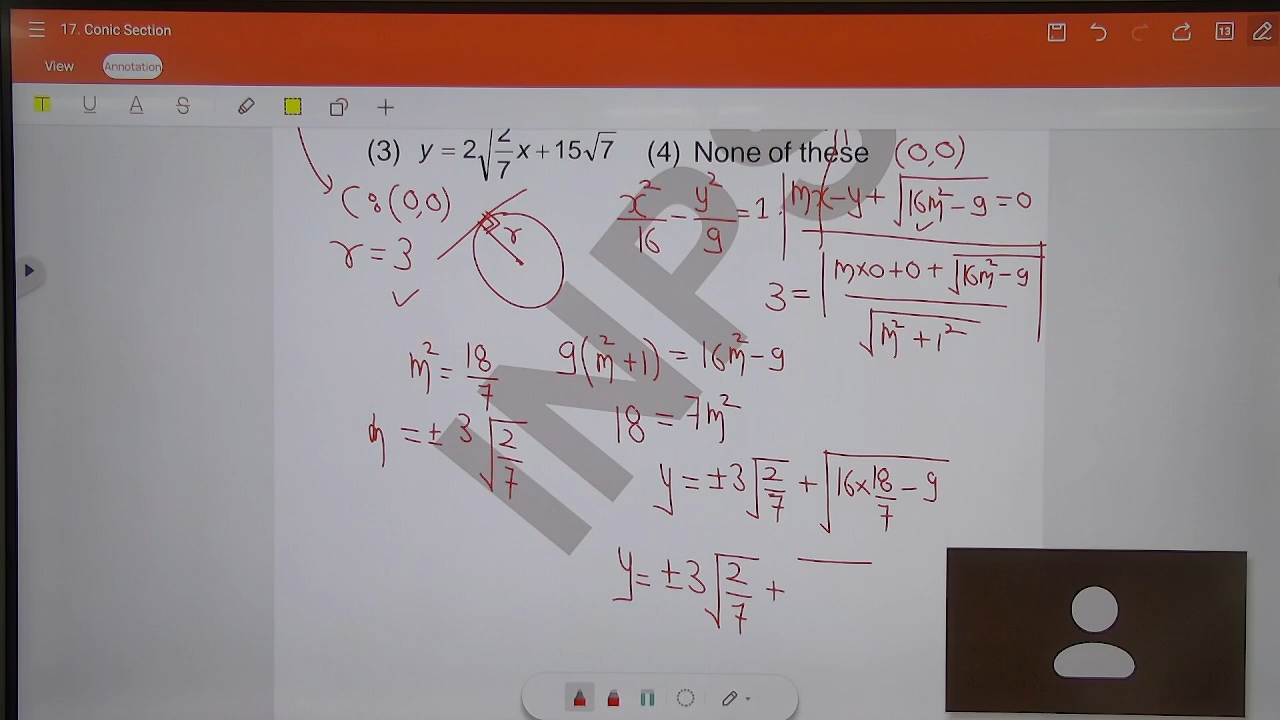 17. Conic Section
13
View
Annotation
T U A S
(3) y = 2√(2/7)x + 15√7 (4) None of these (0,0)
C : (0,0)
r = 3
r
x²/16 - y²/9 = 1
|mx - y + √(16m² - 9) = 0
3 = |(m×0 + 0 + √(16m² - 9))/√(m² + 1²)|
m² = 18/7
9(m² + 1) = 16m² - 9
m = ± 3√(2/7)
18 = 7m²
y = ±3√(2/7) + √(16×18/7 - 9)
y = ±3√(2/7) +
INPS